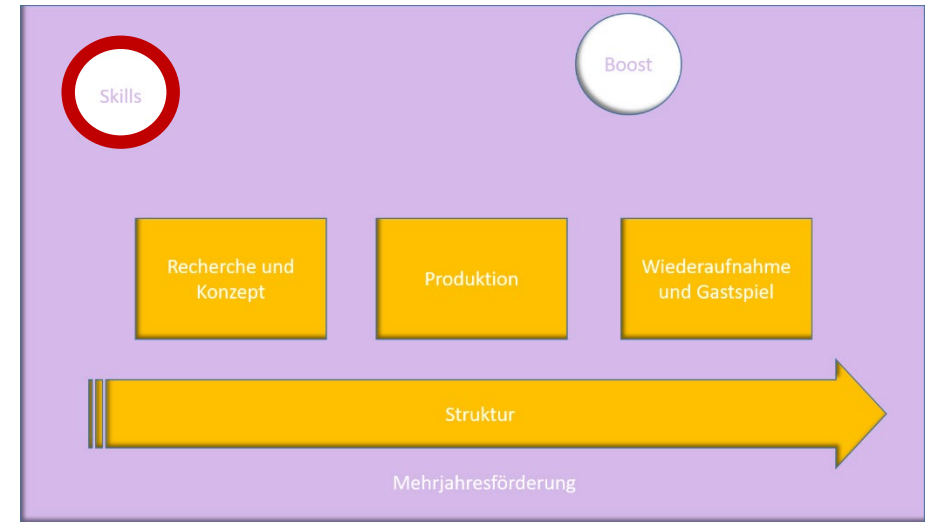 Skills
Boost
Recherche und
Konzept
Produktion
Wiederaufnahme
und Gastspiel
Struktur
Mehrjahresförderung